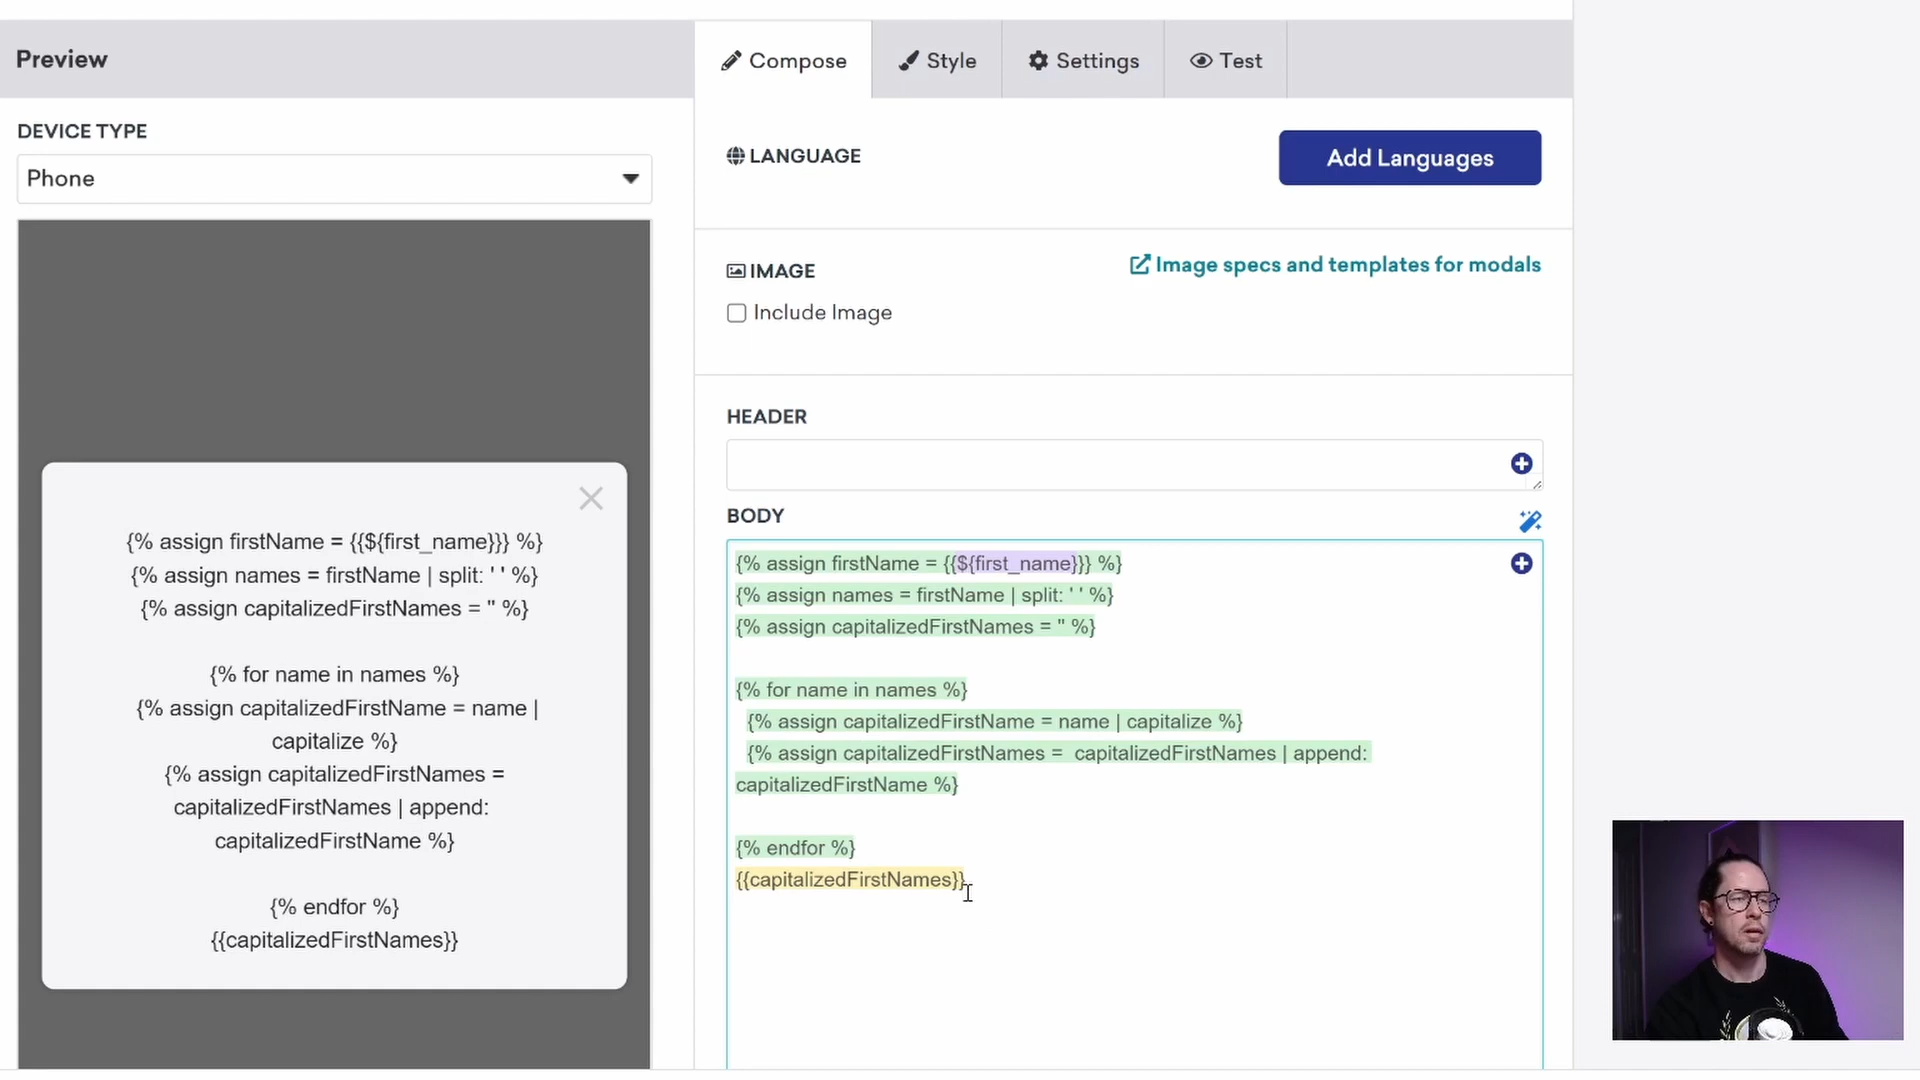 Preview
Compose
Style
Settings
Test
DEVICE TYPE
Phone
LANGUAGE
Add Languages
IMAGE
Image specs and templates for modals
Include Image
HEADER
BODY
{% assign firstName = {{${first_name}}} %}
{% assign names = firstName | split: ' ' %}
{% assign capitalizedFirstNames = '' %}
{% for name in names %}
{% assign capitalizedFirstName = name |
capitalize %}
{% assign capitalizedFirstNames =
capitalizedFirstNames | append:
capitalizedFirstName %}
{% endfor %}
{{capitalizedFirstNames}}
{% assign firstName = {{${first_name}}} %}
{% assign names = firstName | split: ' ' %}
{% assign capitalizedFirstNames = '' %}
{% for name in names %}
{% assign capitalizedFirstName = name | capitalize %}
{% assign capitalizedFirstNames =  capitalizedFirstNames | append:
capitalizedFirstName %}
{% endfor %}
{{capitalizedFirstNames}}